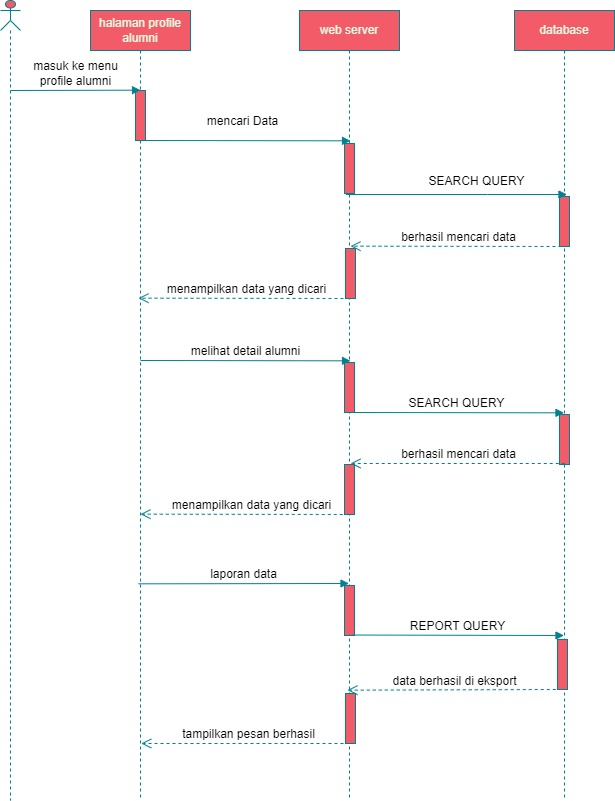 halaman profile
alumni
web server
database
masuk ke menu
profile alumni
mencari Data
SEARCH QUERY
berhasil mencari data
menampilkan data yang dicari
melihat detail alumni
SEARCH QUERY
berhasil mencari data
menampilkan data yang dicari
laporan data
REPORT QUERY
data berhasil di eksport
tampilkan pesan berhasil